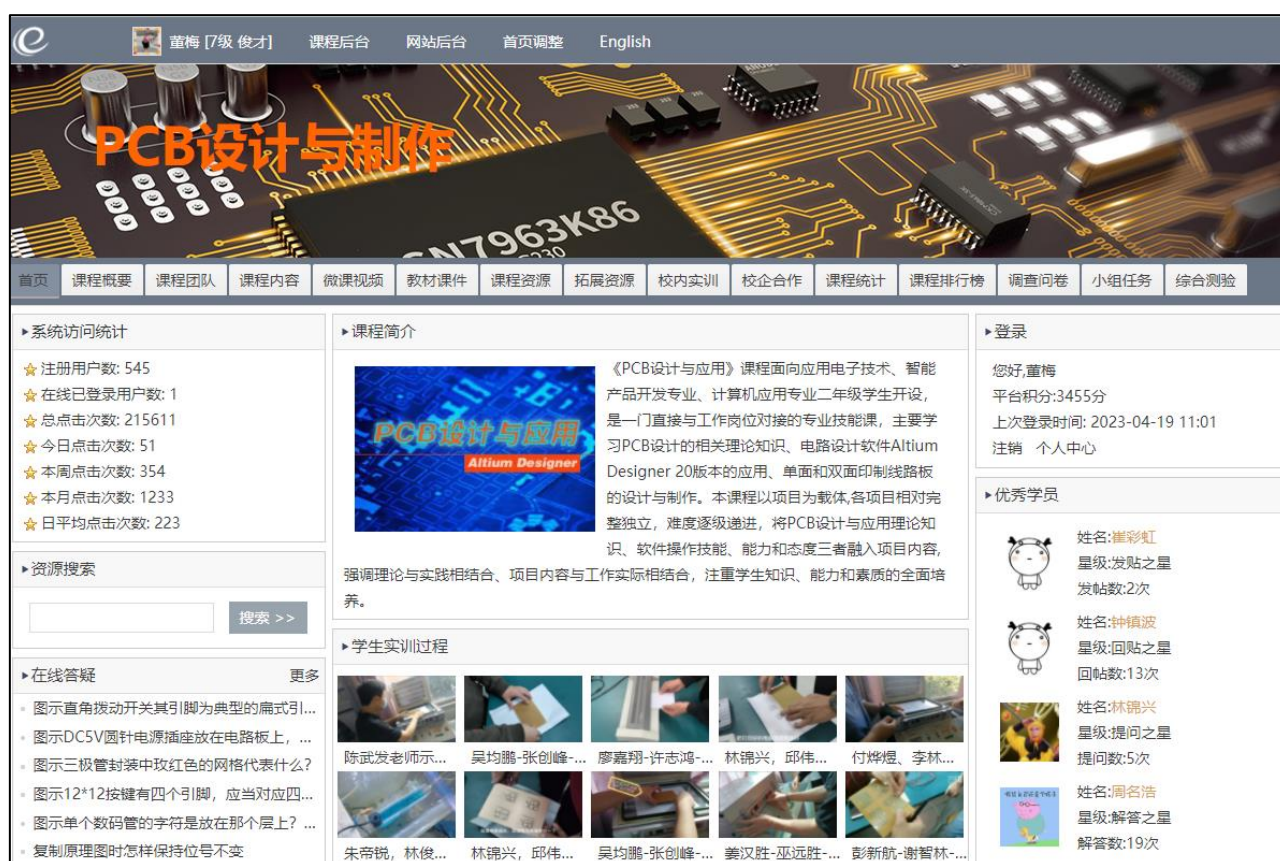 董梅 [7级 俊才] 课程后台 网站后台 首页调整 English
PCB设计与制作
7963K86
首页 课程概要 课程团队 课程内容 微课视频 教材课件 课程资源 拓展资源 校内实训 校企合作 课程统计 课程排行榜 调查问卷 小组任务 综合测验
系统访问统计
注册用户数: 545
在线已登录用户数: 1
总点击次数: 215611
今日点击次数: 51
本周点击次数: 354
本月点击次数: 1233
日平均点击次数: 223
资源搜索
搜索 >>
在线答疑 更多
图示直角拨动开关其引脚为典型的扁式引...
图示DC5V圆针电源插座放在电路板上，...
图示三极管封装中玫红色的网格代表什么?
图示12*12按键有四个引脚，应当对应四...
图示单个数码管的字符是放在那个层上？...
复制原理图时怎样保持位号不变
课程简介
PCB设计与应用
Altium Designer
《PCB设计与应用》课程面向应用电子技术、智能
产品开发专业、计算机应用专业二年级学生开设，
是一门直接与工作岗位对接的专业技能课，主要学
习PCB设计的相关理论知识、电路设计软件Altium
Designer 20版本的应用、单面和双面印制线路板
的设计与制作。本课程以项目为载体,各项目相对完
整独立，难度逐级递进，将PCB设计与应用理论知
识、软件操作技能、能力和态度三者融入项目内容,
强调理论与实践相结合、项目内容与工作实际相结合，注重学生知识、能力和素质的全面培
养。
学生实训过程
陈武发老师示... 吴均鹏-张创峰-... 廖嘉翔-许志鸿-... 林锦兴，邱伟... 付烨煜、李林...
朱帝锐，林俊... 林锦兴，邱伟... 吴均鹏-张创峰-... 姜汉胜-巫远胜-... 彭新航-谢智林-...
登录
您好,董梅
平台积分:3455分
上次登录时间: 2023-04-19 11:01
注销 个人中心
优秀学员
姓名:崔彩虹
星级:发贴之星
发帖数:2次
姓名:钟镇波
星级:回贴之星
回帖数:13次
姓名:林锦兴
星级:提问之星
提问数:5次
姓名:周名浩
星级:解答之星
解答数:19次